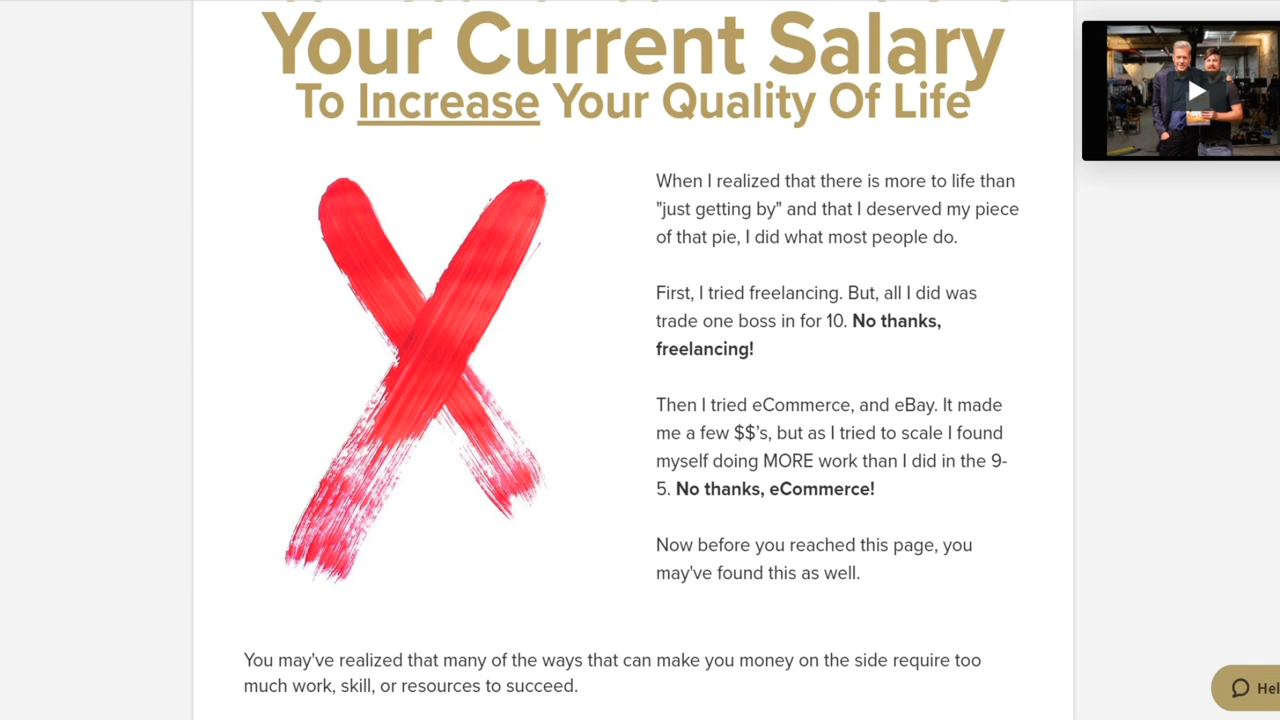 Your Current Salary
To Increase Your Quality Of Life
When I realized that there is more to life than
"just getting by" and that I deserved my piece
of that pie, I did what most people do.
First, I tried freelancing. But, all I did was
trade one boss in for 10. No thanks,
freelancing!
Then I tried eCommerce, and eBay. It made
me a few $$’s, but as I tried to scale I found
myself doing MORE work than I did in the 9-
5. No thanks, eCommerce!
Now before you reached this page, you
may've found this as well.
You may've realized that many of the ways that can make you money on the side require too
much work, skill, or resources to succeed.
Hel